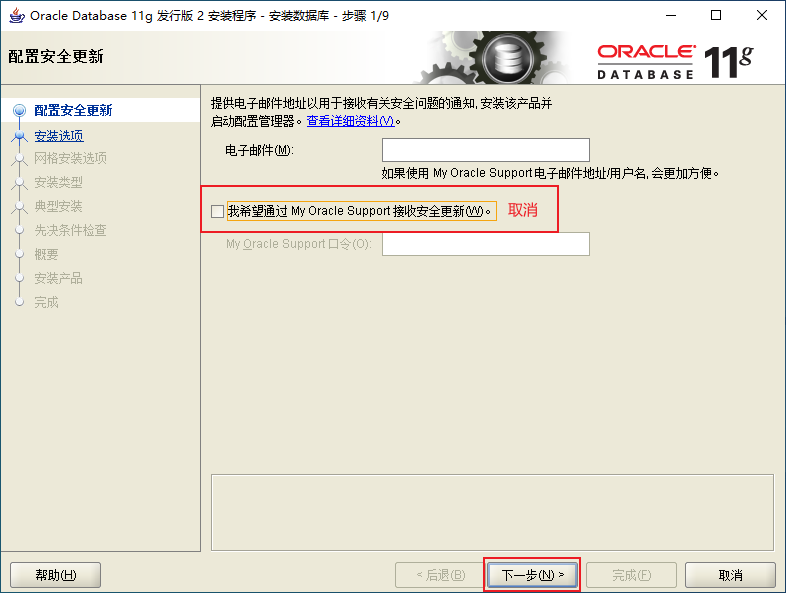 Oracle Database 11g 发行版 2 安装程序 - 安装数据库 - 步骤 1/9
配置安全更新
ORACLE
DATABASE 11g
配置安全更新
安装选项
网格安装选项
安装类型
典型安装
先决条件检查
概要
安装产品
完成
提供电子邮件地址以用于接收有关安全问题的通知, 安装该产品并
启动配置管理器。查看详细资料(V)。
电子邮件(M):
如果使用 My Oracle Support 电子邮件地址/用户名, 会更加方便。
我希望通过 My Oracle Support 接收安全更新(W)。 取消
My Oracle Support 口令(O):
帮助(H) < 后退(B) 下一步(N) > 完成(F) 取消